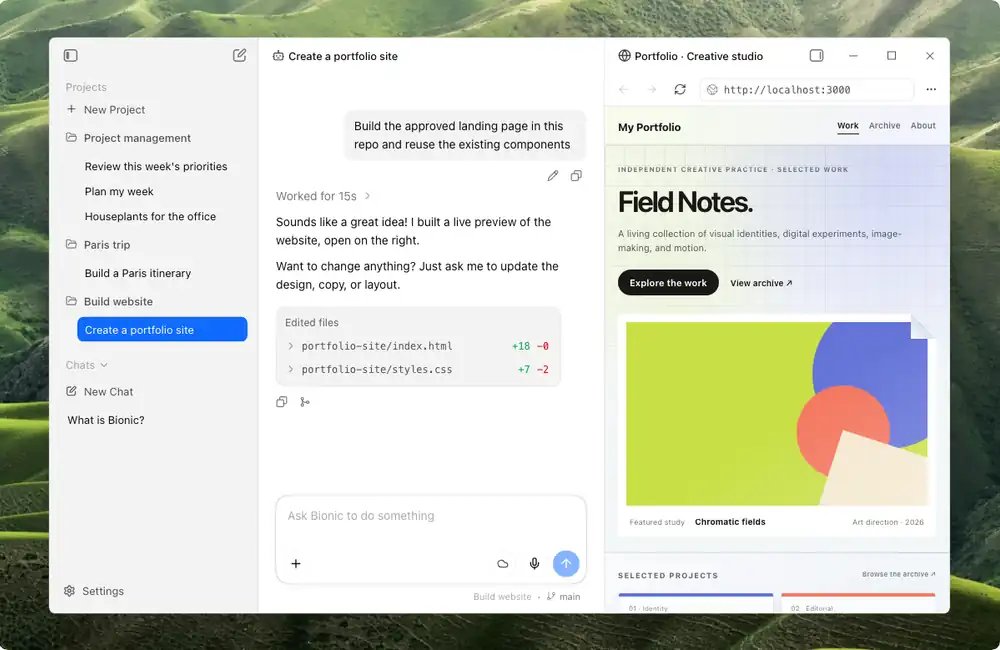 Projects
New Project
Project management
Review this week's priorities
Plan my week
Houseplants for the office
Paris trip
Build a Paris itinerary
Build website
Create a portfolio site
Chats
New Chat
What is Bionic?
Settings
Create a portfolio site
Build the approved landing page in this
repo and reuse the existing components
Worked for 15s
Sounds like a great idea! I built a live preview of the
website, open on the right.
Want to change anything? Just ask me to update the
design, copy, or layout.
Edited files
portfolio-site/index.html +18 -0
portfolio-site/styles.css +7 -2
Ask Bionic to do something
Build website • main
Portfolio · Creative studio
http://localhost:3000
My Portfolio
Work Archive About
INDEPENDENT CREATIVE PRACTICE · SELECTED WORK
Field Notes.
A living collection of visual identities, digital experiments, image-
making, and motion.
Explore the work View archive ↗
Featured study Chromatic fields Art direction · 2026
SELECTED PROJECTS Browse the archive ↗
01 · Identity 02 · Editorial